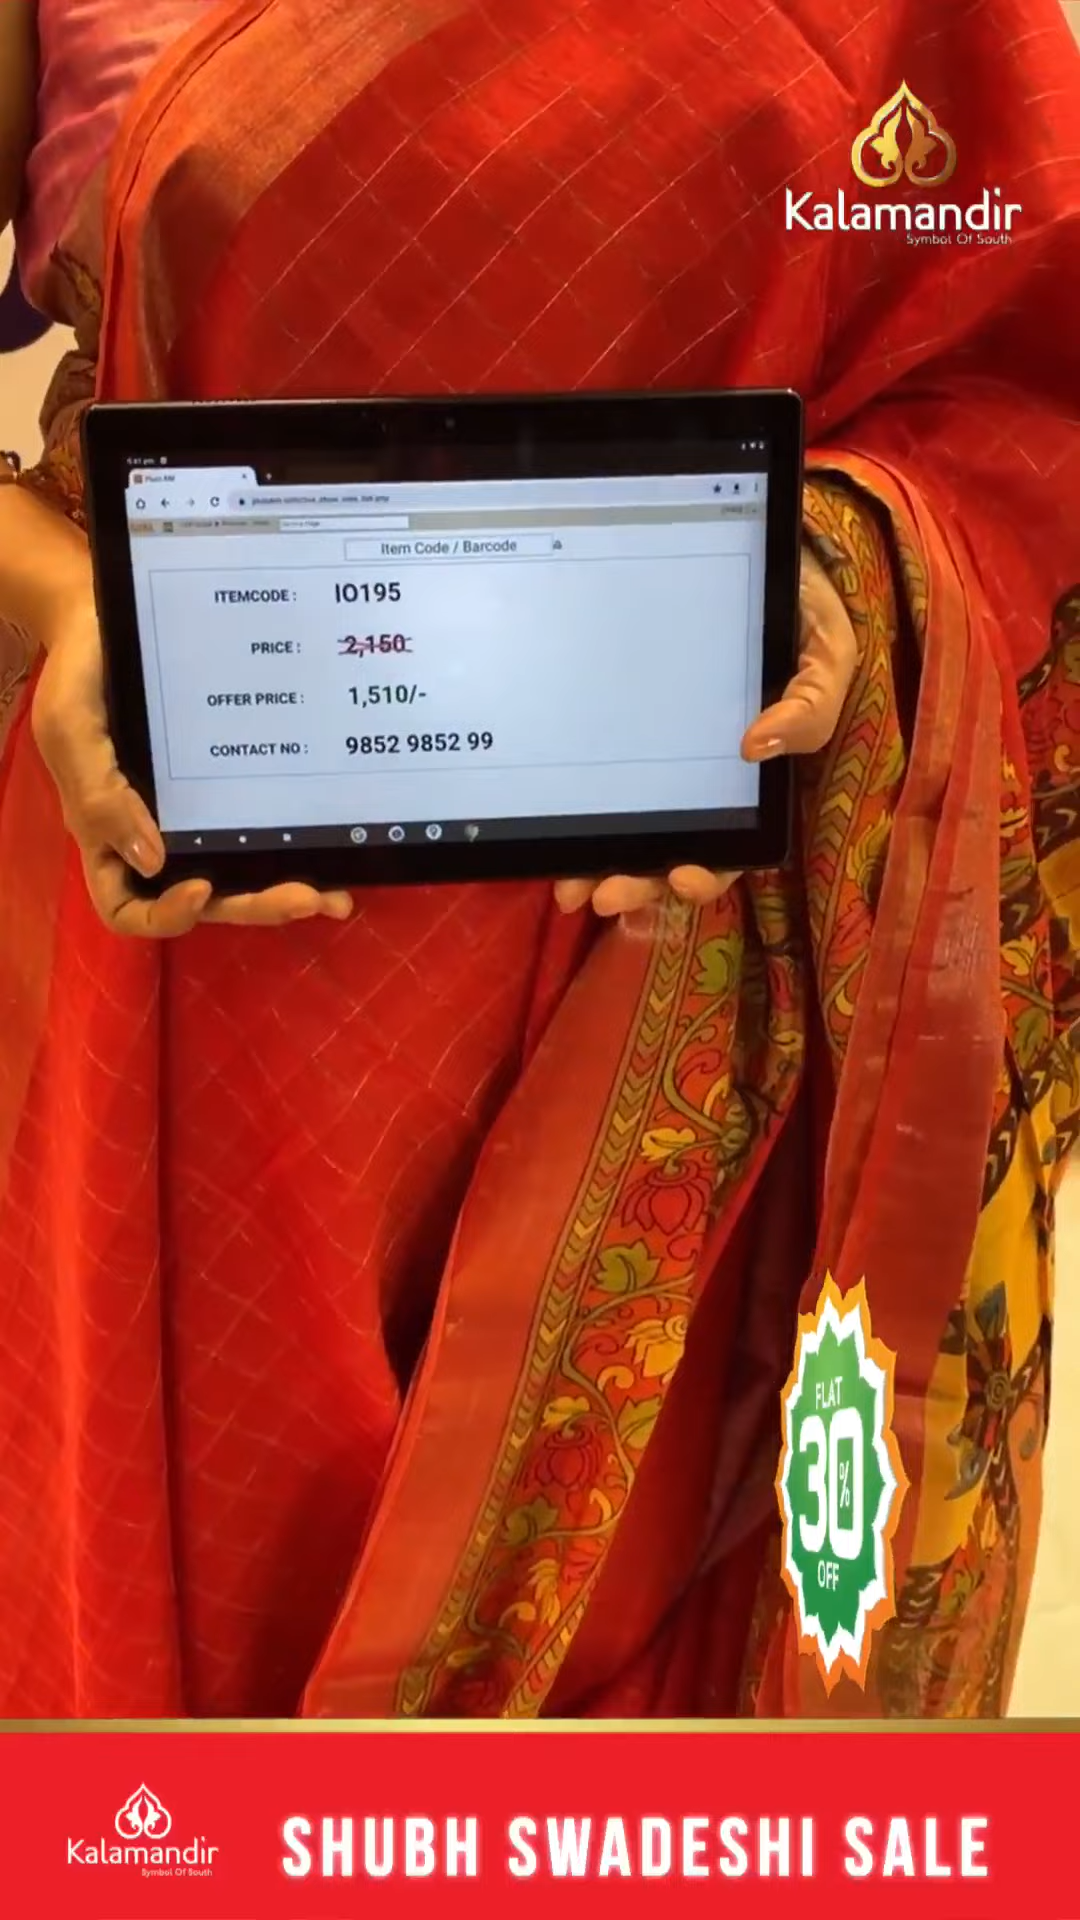 Kalamandir
Symbol Of South
Item Code / Barcode
ITEMCODE : IO195
PRICE : 2,150
OFFER PRICE : 1,510/-
CONTACT NO : 9852 9852 99
FLAT
30%
OFF
Kalamandir
Symbol Of South
SHUBH SWADESHI SALE